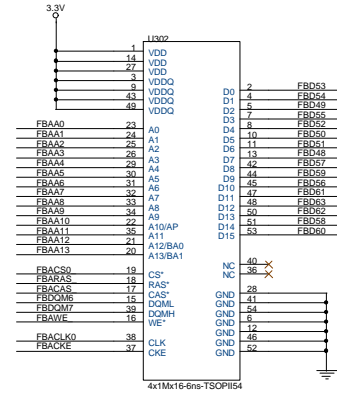 3.3V
U302
1 VDD
14 VDD
27 VDD
3 VDDQ
9 VDDQ
43 VDDQ
49 VDDQ
D0 2 FBD53
D1 4 FBD54
D2 5 FBD49
D3 7 FBD55
FBAA0 23 A0 D4 8 FBD52
FBAA1 24 A1 D5 10 FBD50
FBAA2 25 A2 D6 11 FBD51
FBAA3 26 A3 D7 13 FBD48
FBAA4 29 A4 D8 42 FBD57
FBAA5 30 A5 D9 44 FBD59
FBAA6 31 A6 D10 45 FBD56
FBAA7 32 A7 D11 47 FBD61
FBAA8 33 A8 D12 48 FBD63
FBAA9 34 A9 D13 50 FBD62
FBAA10 22 A10/AP D14 51 FBD58
FBAA11 35 A11 D15 53 FBD60
FBAA12 21 A12/BA0
FBAA13 20 A13/BA1
NC 40
FBACS0 19 CS* NC 36
FBARAS_ 18 RAS*
FBACAS_ 17 CAS* GND 28
FBDQM6 15 DQML GND 41
FBDQM7 39 DQMH GND 54
FBAWE_ 16 WE* GND 6
GND 12
FBACLK0 38 CLK GND 46
FBACKE 37 CKE GND 52
4x1Mx16-6ns-TSOPII54